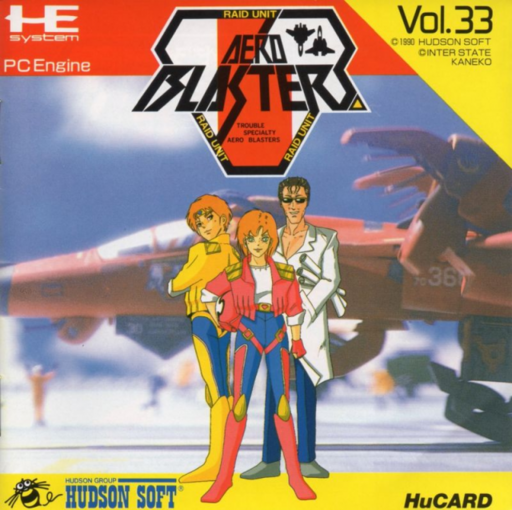 HE
system
PC Engine
RAID UNIT
AERO
BLASTERS
TROUBLE
SPECIALTY
AERO BLASTERS
RAID UNIT
RAID UNIT
Vol.33
©1990 HUDSON SOFT
©INTER STATE
KANEKO
36
HUDSON GROUP
HUDSON SOFT®
HuCARD